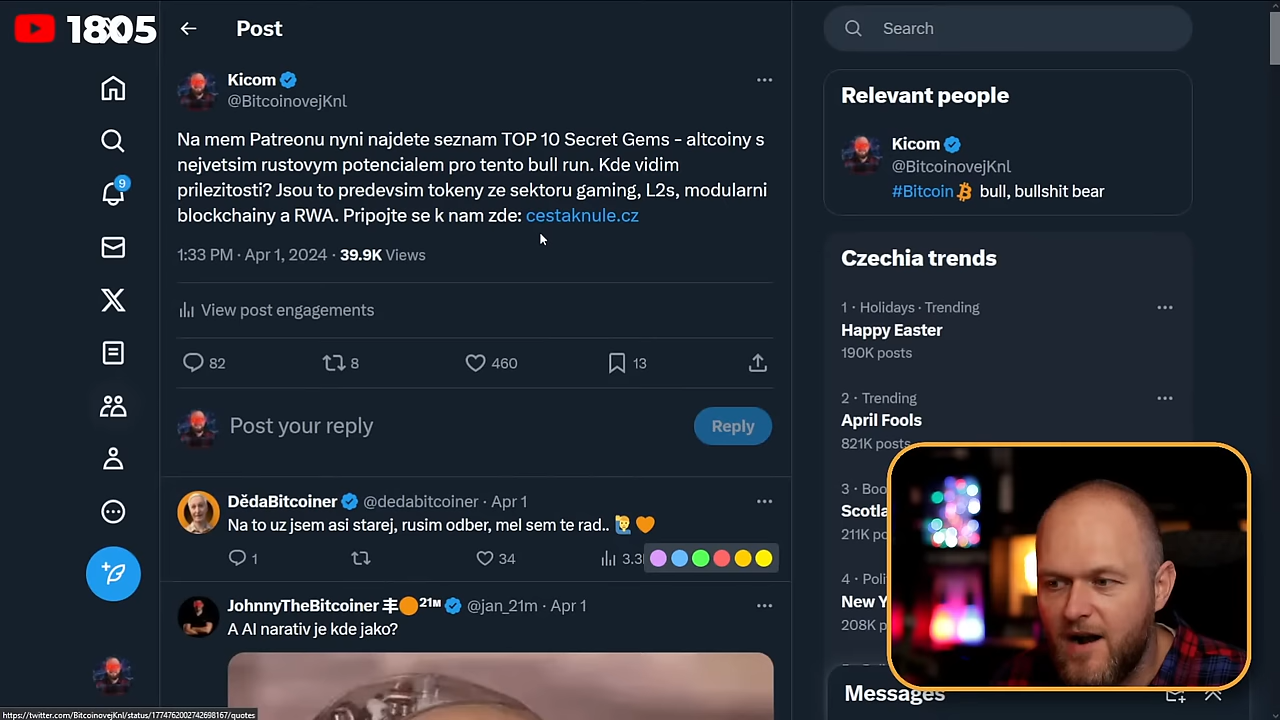 1805
Post
Search
Kicom
@BitcoinovejKnl
Na mem Patreonu nyni najdete seznam TOP 10 Secret Gems - altcoiny s
nejvetsim rustovym potencialem pro tento bull run. Kde vidim
prilezitosti? Jsou to predevsim tokeny ze sektoru gaming, L2s, modularni
blockchainy a RWA. Pripojte se k nam zde: cestaknule.cz
1:33 PM · Apr 1, 2024 · 39.9K Views
View post engagements
82
8
460
13
Post your reply
Reply
DědaBitcoiner @dedabitcoiner · Apr 1
Na to uz jsem asi starej, rusim odber, mel sem te rad..
1
34
3.3
JohnnyTheBitcoiner 丰 21M @jan_21m · Apr 1
A AI narativ je kde jako?
9
Relevant people
Kicom
@BitcoinovejKnl
#Bitcoin bull, bullshit bear
Czechia trends
1 · Holidays · Trending
Happy Easter
190K posts
2 · Trending
April Fools
821K posts
3 · Boo
Scotla
211K po
4 · Poli
New Y
208K p
Messages
https://twitter.com/BitcoinovejKnl/status/1774762002742698167/quotes